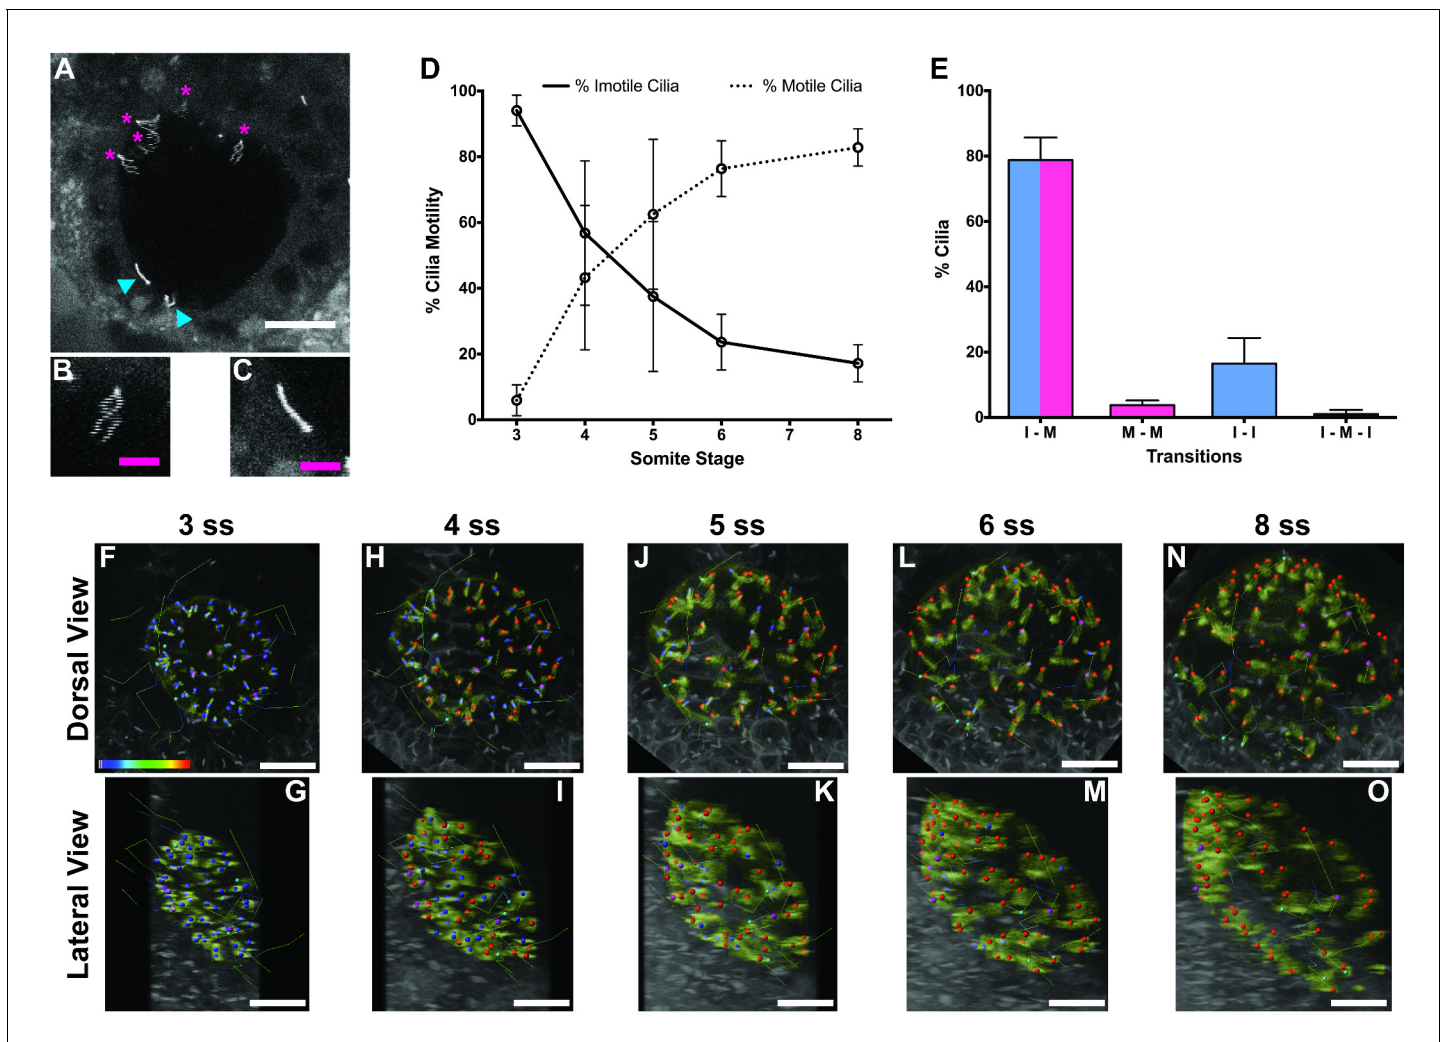 A
* * * * *
B
C
D
% Imotile Cilia
% Motile Cilia
100
80
60
40
20
0
% Cilia Motility
3 4 5 6 7 8
Somite Stage
E
100
80
60
40
20
0
% Cilia
I - M M - M I - I I - M - I
Transitions
3 ss 4 ss 5 ss 6 ss 8 ss
Dorsal View
F H J L N
Lateral View
G I K M O